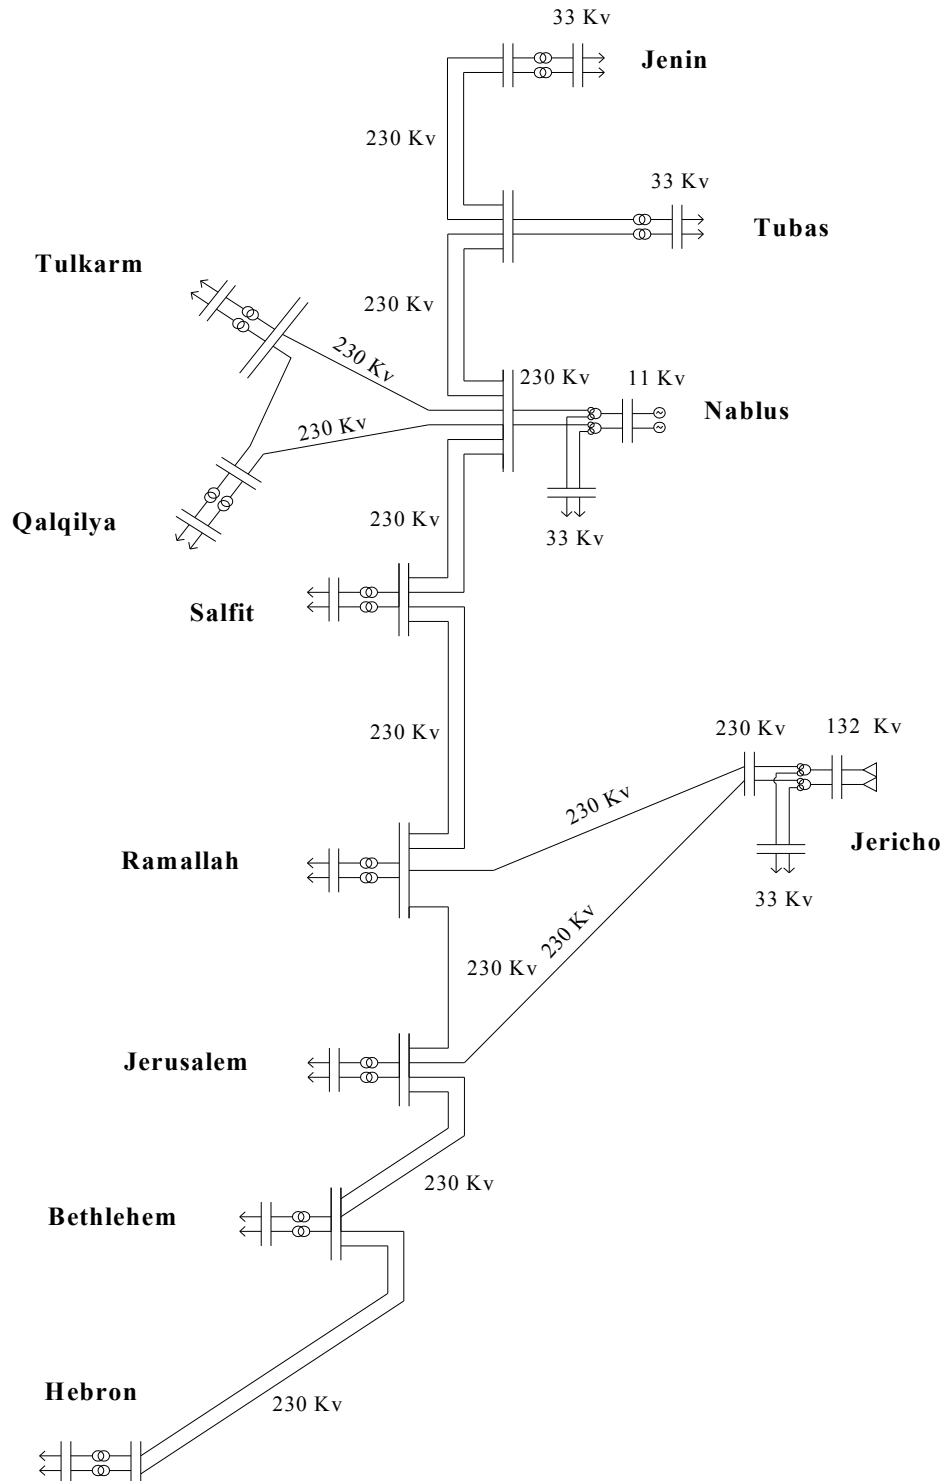 33 Kv
Jenin
230 Kv
33 Kv
Tubas
Tulkarm
230 Kv
230 Kv
230 Kv
11 Kv
Nablus
230 Kv
Qalqilya
230 Kv
33 Kv
Salfit
230 Kv
230 Kv
132 Kv
230 Kv
Ramallah
Jericho
33 Kv
230 Kv
230 Kv
Jerusalem
230 Kv
Bethlehem
Hebron
230 Kv